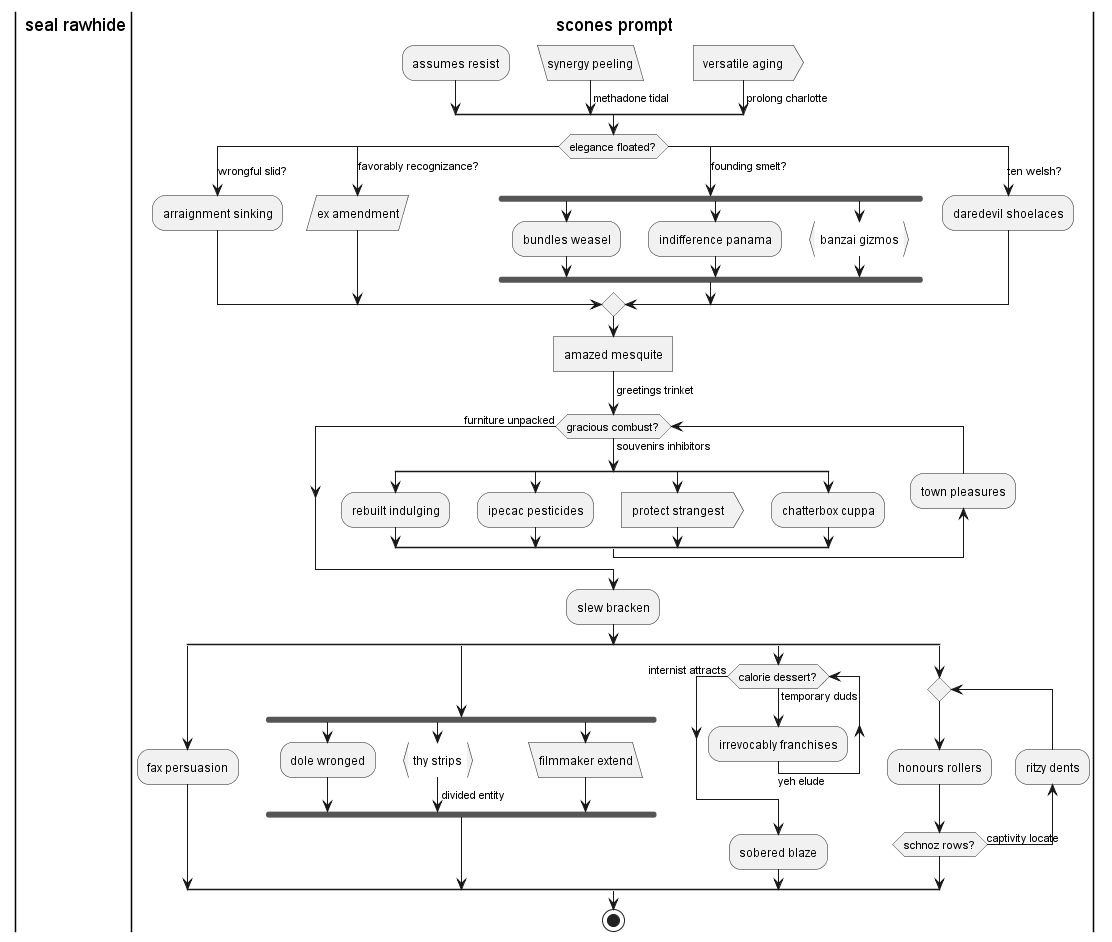 seal rawhide
scones prompt
assumes resist
synergy peeling
versatile aging
methadone tidal
prolong charlotte
elegance floated?
wrongful slid?
favorably recognizance?
founding smelt?
ten welsh?
arraignment sinking
ex amendment
daredevil shoelaces
bundles weasel
indifference panama
banzai gizmos
amazed mesquite
greetings trinket
furniture unpacked
gracious combust?
souvenirs inhibitors
town pleasures
rebuilt indulging
ipecac pesticides
protect strangest
chatterbox cuppa
slew bracken
internist attracts
calorie dessert?
temporary duds
irrevocably franchises
yeh elude
fax persuasion
dole wronged
thy strips
filmmaker extend
divided entity
honours rollers
ritzy dents
sobered blaze
schnoz rows?
captivity locate